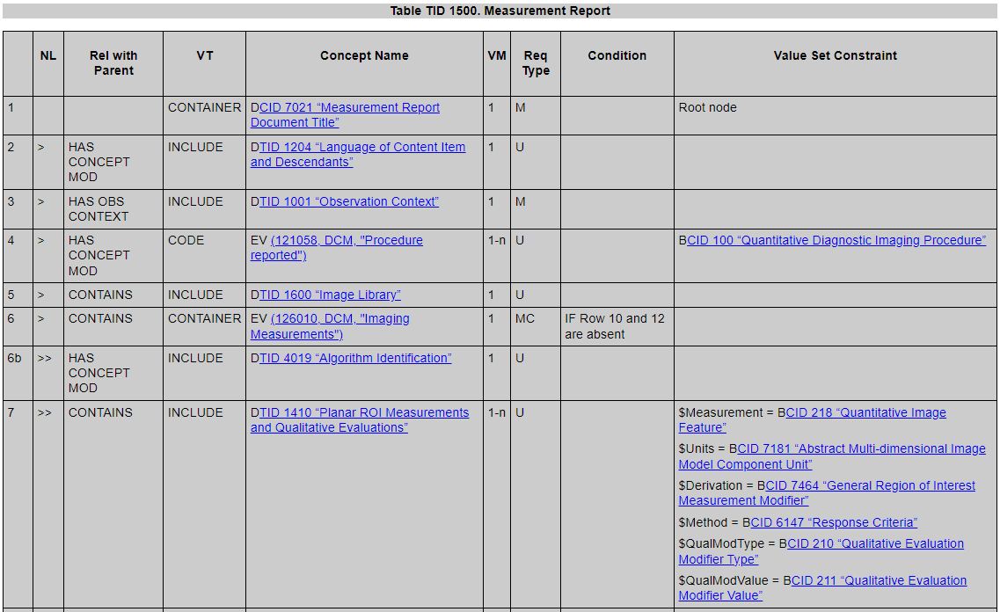 Table TID 1500. Measurement Report
NL Rel with Parent VT Concept Name VM Req Type Condition Value Set Constraint
1 CONTAINER DCID 7021 “Measurement Report 1 M Root node
Document Title”
2 > HAS INCLUDE DTID 1204 “Language of Content Item 1 U
CONCEPT and Descendants”
MOD
3 > HAS OBS INCLUDE DTID 1001 “Observation Context” 1 M
CONTEXT
4 > HAS CODE EV (121058, DCM, "Procedure 1-n U BCID 100 “Quantitative Diagnostic Imaging Procedure”
CONCEPT reported")
MOD
5 > CONTAINS INCLUDE DTID 1600 “Image Library” 1 U
6 > CONTAINS CONTAINER EV (126010, DCM, "Imaging 1 MC IF Row 10 and 12
Measurements") are absent
6b >> HAS INCLUDE DTID 4019 “Algorithm Identification” 1 U
CONCEPT
MOD
7 >> CONTAINS INCLUDE DTID 1410 “Planar ROI Measurements 1-n U $Measurement = BCID 218 “Quantitative Image
and Qualitative Evaluations” Feature”
$Units = BCID 7181 “Abstract Multi-dimensional Image
Model Component Unit”
$Derivation = BCID 7464 “General Region of Interest
Measurement Modifier”
$Method = BCID 6147 “Response Criteria”
$QualModType = BCID 210 “Qualitative Evaluation
Modifier Type”
$QualModValue = BCID 211 “Qualitative Evaluation
Modifier Value”